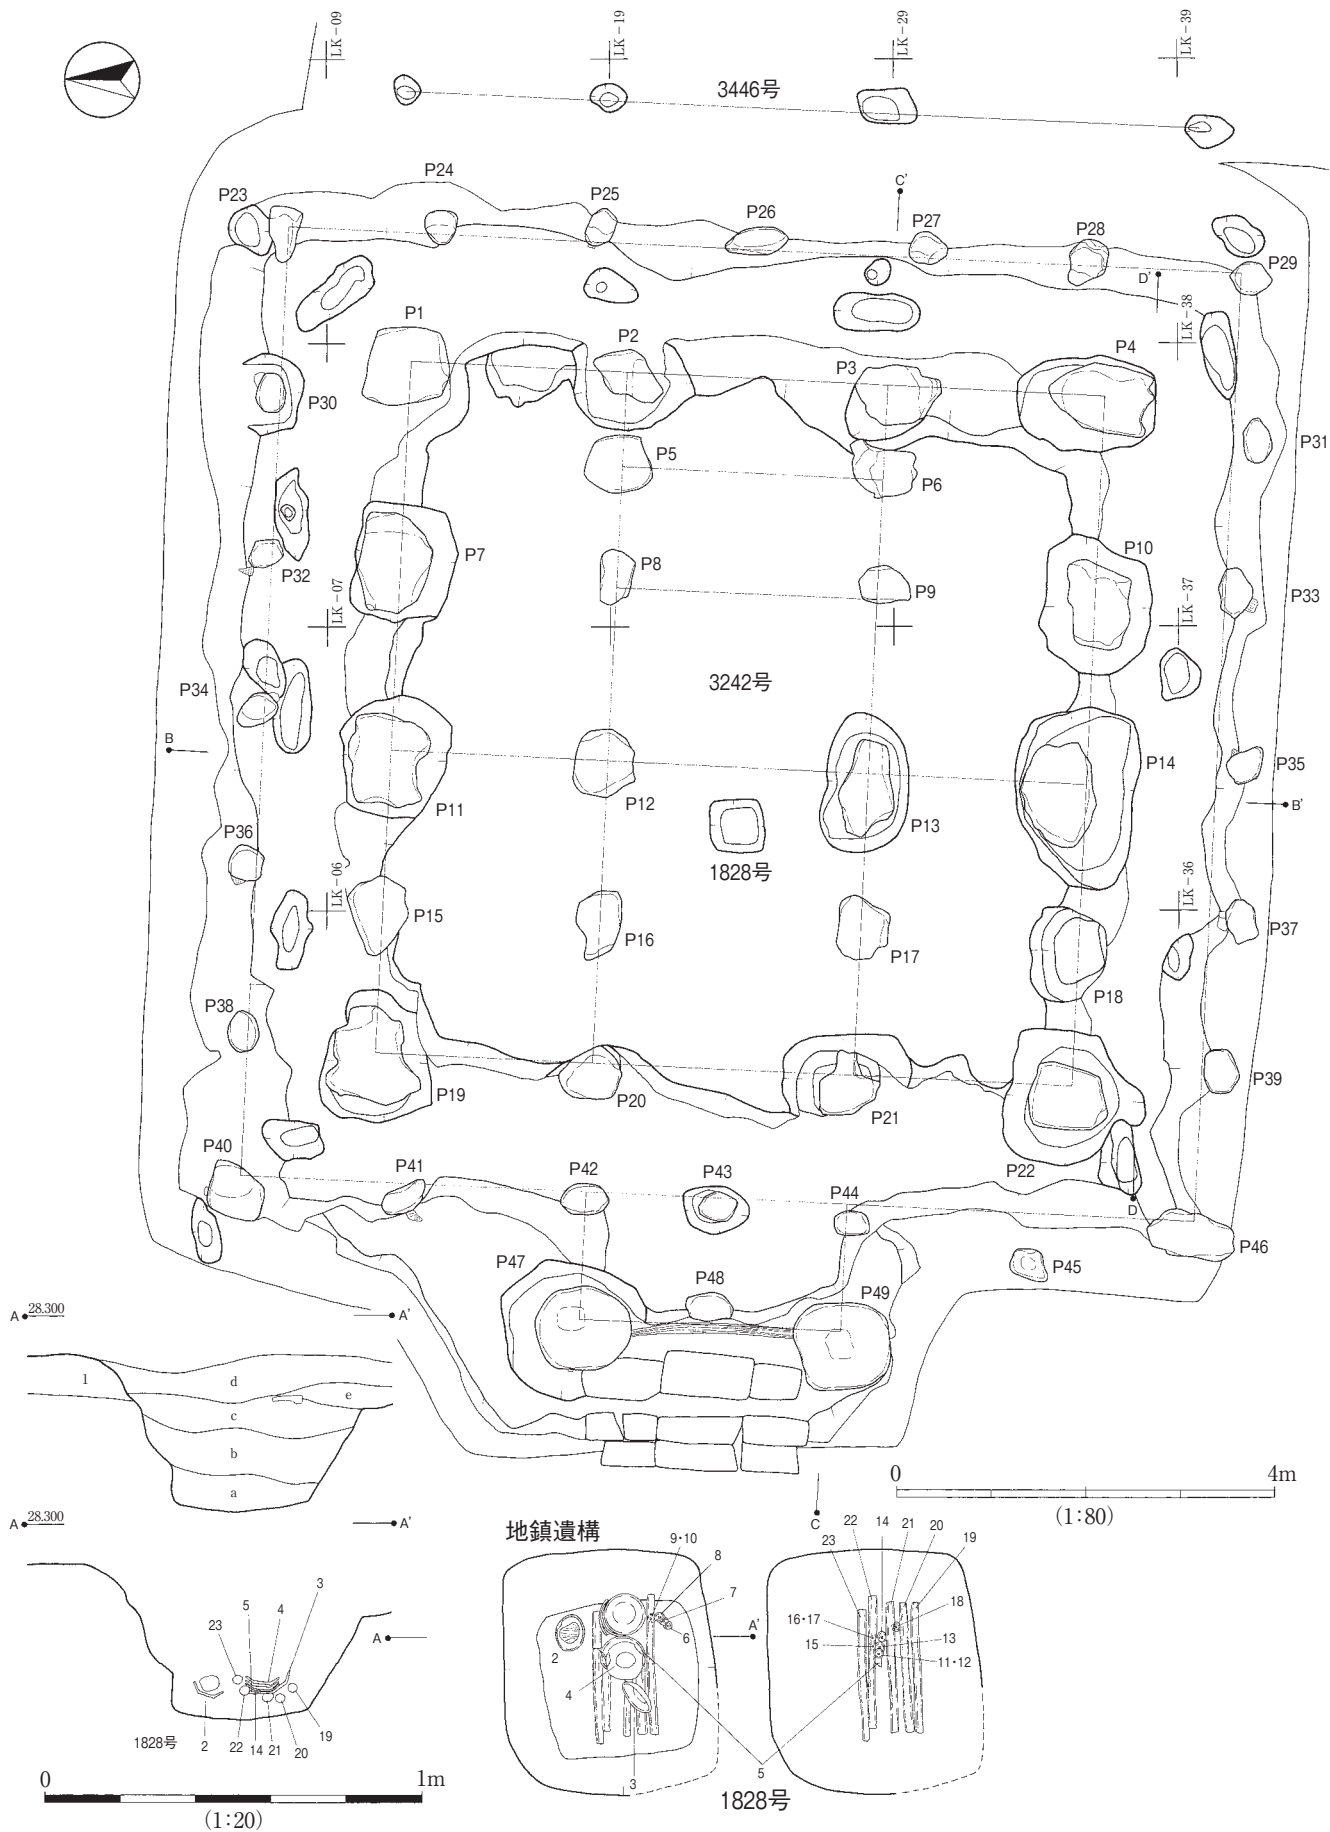 LK-09
LK-19
LK-29
LK-39
3446号
P24
P23
P25
C'
P26
P27
P28
P29
D'
LK-38
P1
P2
P3
P4
P30
P31
P5
P6
P7
P10
P8
P9
P32
LK-07
LK-37
P33
3242号
P34
B
P14
P35
P12
B'
P11
P13
P36
1828号
LK-06
LK-36
P15
P37
P16
P17
P18
P38
P39
P19
P20
P21
P40
P41
P42
P43
P22
P44
D
P46
P47
P45
P48
P49
A 28.300 A'
1
d
e
c
b
a
0 4m
(1:80)
A 28.300 A'
C
地鎮遺構
9・10
8
7
6
A'
2
4
3
22
14
21
20
19
23
18
16・17
15
13
11・12
5
1828号
3
5
4
23
A
19
1828号
2
22
14
21
20
0 1m
(1:20)